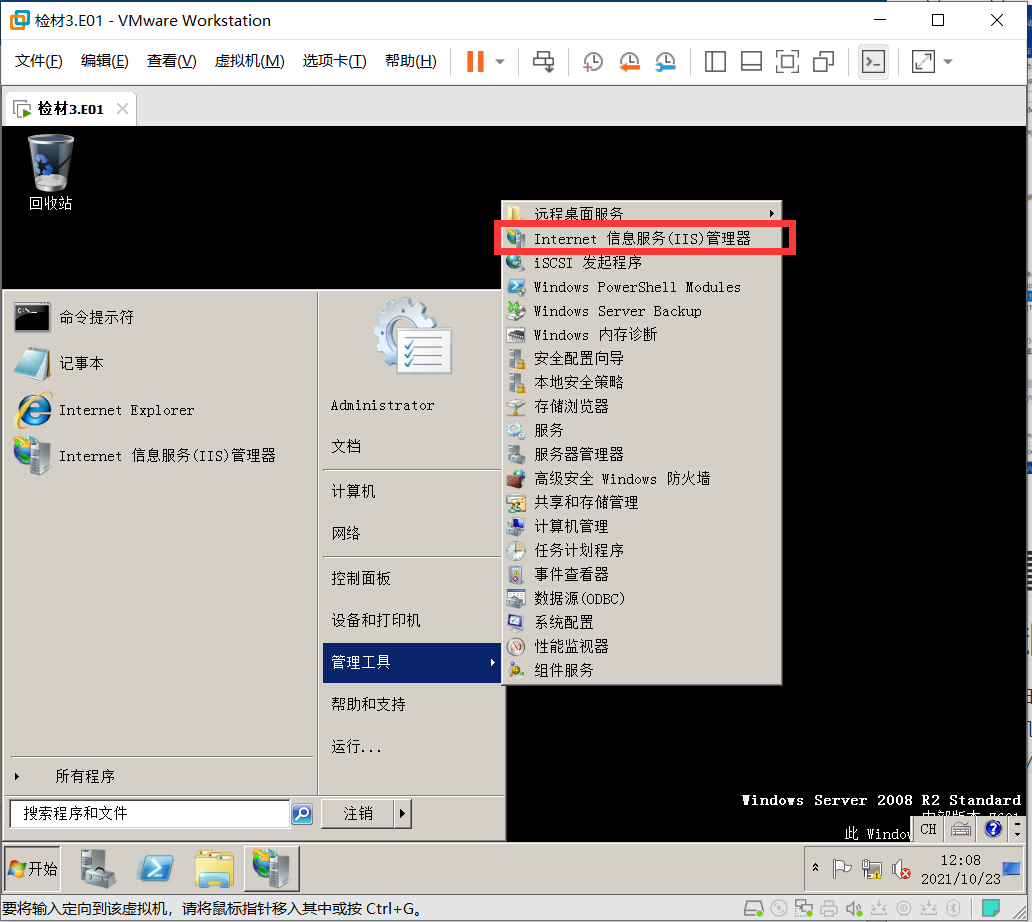 检材3.E01 - VMware Workstation
文件(F) 编辑(E) 查看(V) 虚拟机(M) 选项卡(T) 帮助(H)
检材3.E01
回收站
命令提示符
记事本
Internet Explorer
Internet 信息服务(IIS)管理器
所有程序
搜索程序和文件
Administrator
文档
计算机
网络
控制面板
设备和打印机
管理工具
帮助和支持
运行...
注销
远程桌面服务
Internet 信息服务(IIS)管理器
iSCSI 发起程序
Windows PowerShell Modules
Windows Server Backup
Windows 内存诊断
安全配置向导
本地安全策略
存储浏览器
服务
服务器管理器
高级安全 Windows 防火墙
共享和存储管理
计算机管理
任务计划程序
事件查看器
数据源(ODBC)
系统配置
性能监视器
组件服务
Windows Server 2008 R2 Standard
内部版本 7601
此 Window
CH
开始
12:08
2021/10/23
要将输入定向到该虚拟机，请将鼠标指针移入其中或按 Ctrl+G。